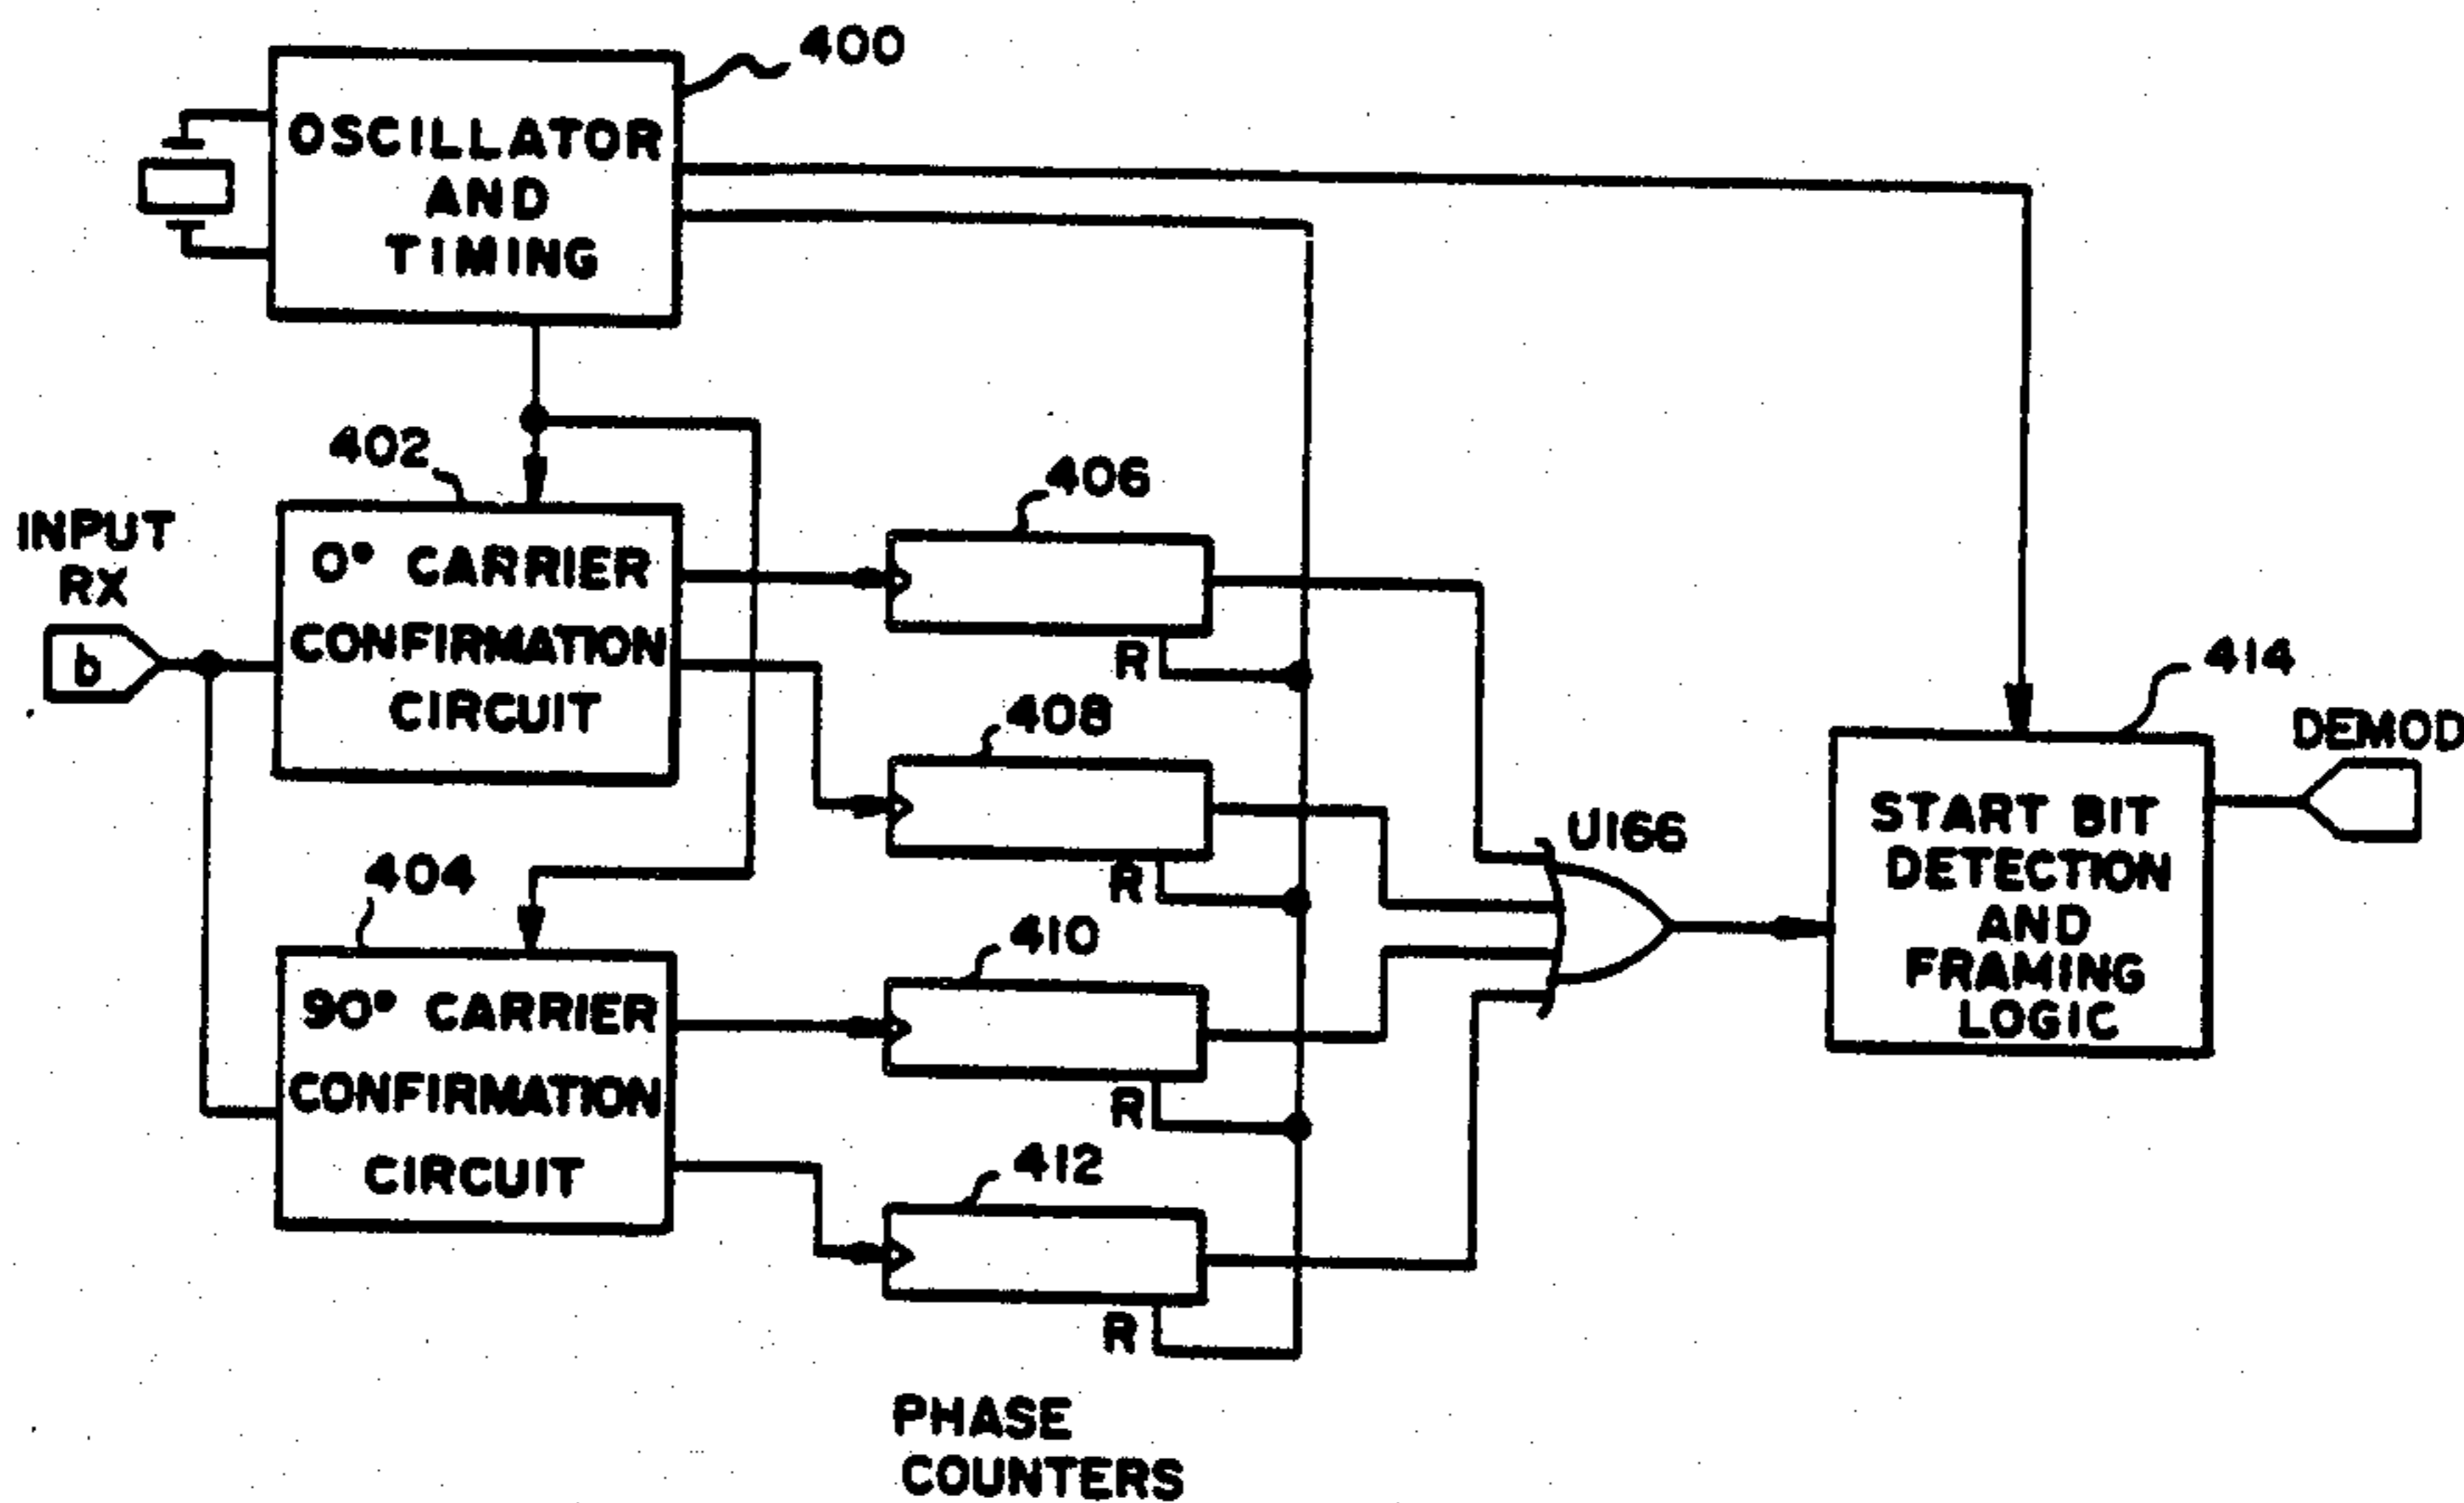 400
OSCILLATOR
AND
TIMING
402
406
INPUT
RX
b
0° CARRIER
CONFIRMATION
CIRCUIT
R
408
R
414
DEMOD
U166
START BIT
DETECTION
AND
FRAMING
LOGIC
404
410
90° CARRIER
CONFIRMATION
CIRCUIT
R
412
R
PHASE
COUNTERS